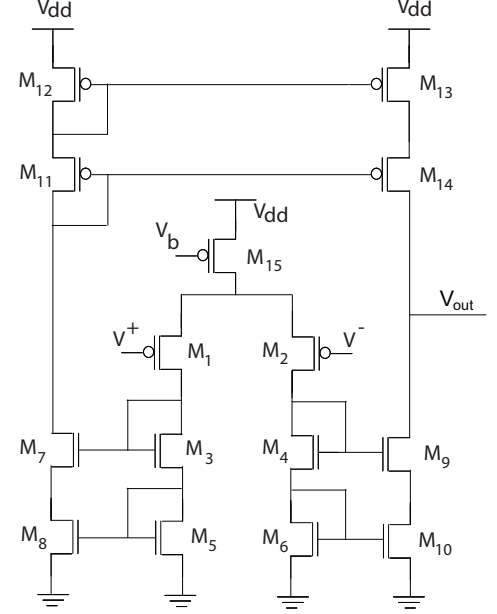 Vdd Vdd
M12 M13
M11 M14
Vdd
Vb
M15
Vout
V+ M1 M2 V-
M7 M3 M4 M9
M8 M5 M6 M10